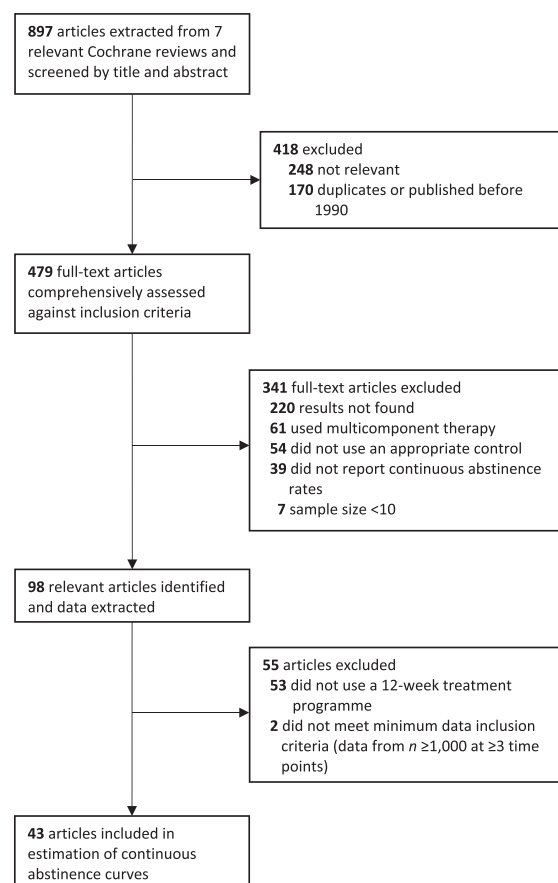 897 articles extracted from 7
relevant Cochrane reviews and
screened by title and abstract
418 excluded
248 not relevant
170 duplicates or published before
1990
479 full-text articles
comprehensively assessed
against inclusion criteria
341 full-text articles excluded
220 results not found
61 used multicomponent therapy
54 did not use an appropriate control
39 did not report continuous abstinence
rates
7 sample size <10
98 relevant articles identified
and data extracted
55 articles excluded
53 did not use a 12-week treatment
programme
2 did not meet minimum data inclusion
criteria (data from n ≥1,000 at ≥3 time
points)
43 articles included in
estimation of continuous
abstinence curves